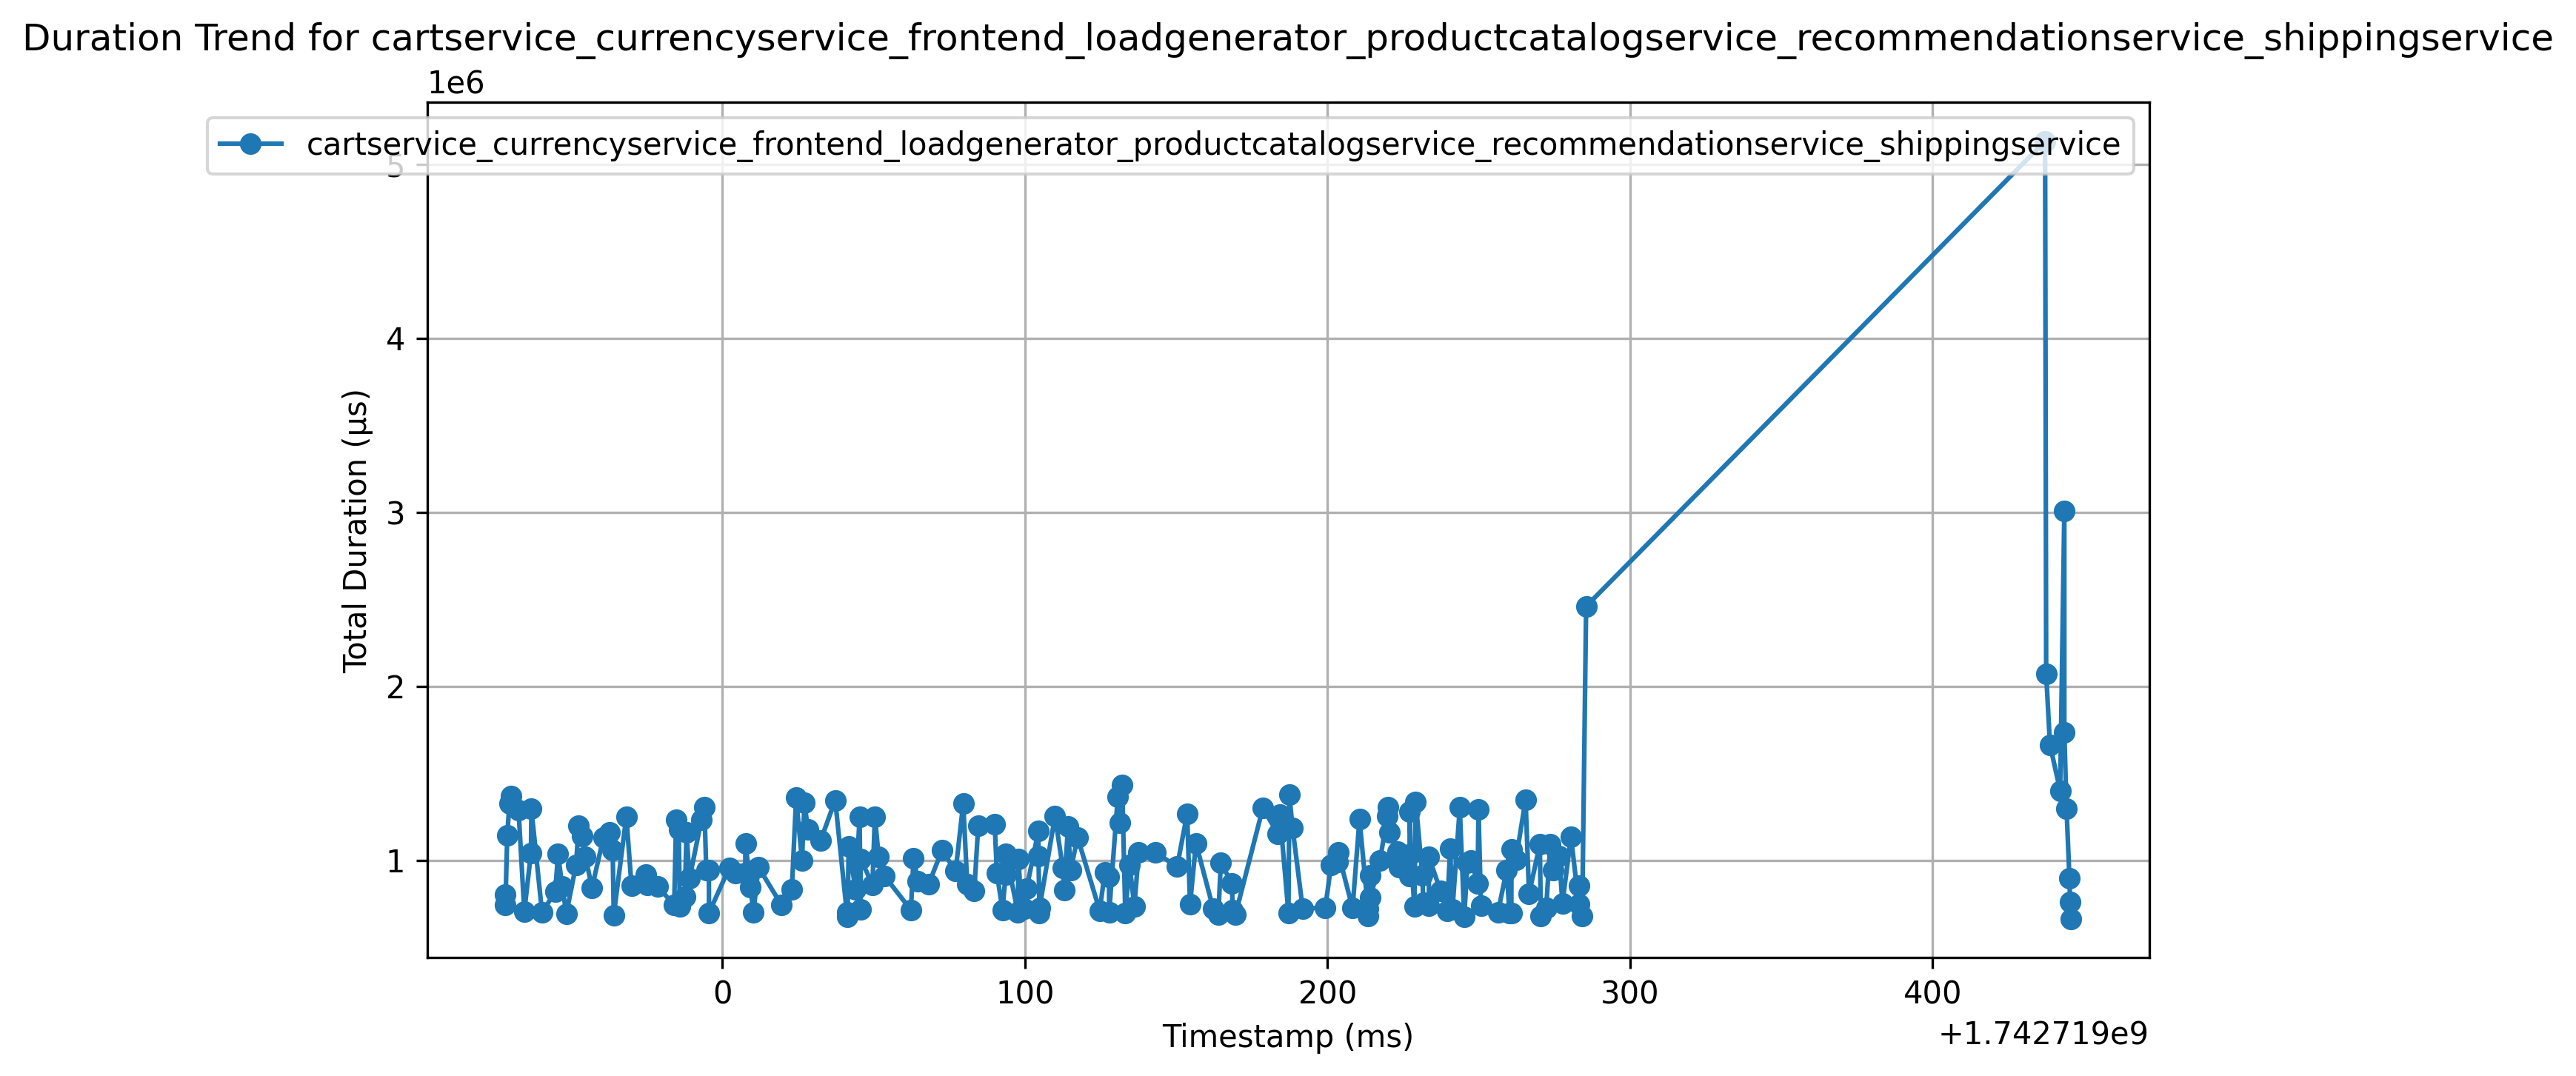 Duration Trend for cartservice_currencyservice_frontend_loadgenerator_productcatalogservice_recommendationservice_shippingservice
1e6
cartservice_currencyservice_frontend_loadgenerator_productcatalogservice_recommendationservice_shippingservice
5
4
3
2
1
Total Duration (µs)
0 100 200 300 400
Timestamp (ms)
+1.742719e9